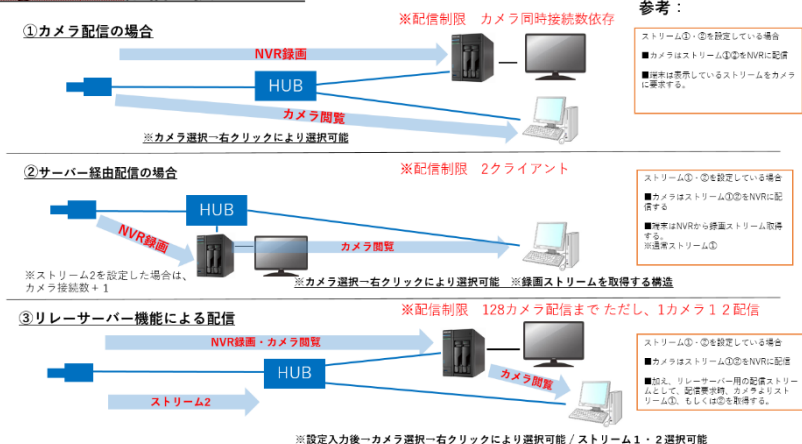 参考：
①カメラ配信の場合
※配信制限　カメラ同時接続数依存
NVR録画
HUB
カメラ閲覧
※カメラ選択→右クリックにより選択可能
ストリーム①・②を設定している場合
■カメラはストリーム①②をNVRに配信
■端末は表示しているストリームをカメラ
に要求する。
②サーバー経由配信の場合
※配信制限　2クライアント
HUB
NVR録画
カメラ閲覧
※ストリーム2を設定した場合は、
カメラ接続数＋1
※カメラ選択→右クリックにより選択可能　※録画ストリームを取得する構造
ストリーム①・②を設定している場合
■カメラはストリーム①②をNVRに配
信する
■端末はNVRから録画ストリーム取得
する。
※通常ストリーム①
③リレーサーバー機能による配信
※配信制限　128カメラ配信まで ただし、1カメラ１２配信
NVR録画・カメラ閲覧
HUB
カメラ閲覧
ストリーム2
※設定入力後→カメラ選択→右クリックにより選択可能 / ストリーム１・２選択可能
ストリーム①・②を設定している場合
■カメラはストリーム①②をNVRに配信
■加え、リレーサーバー用の配信ストリー
ムとして、配信要求時、カメラよりスト
リーム①、もしくは②を取得する。